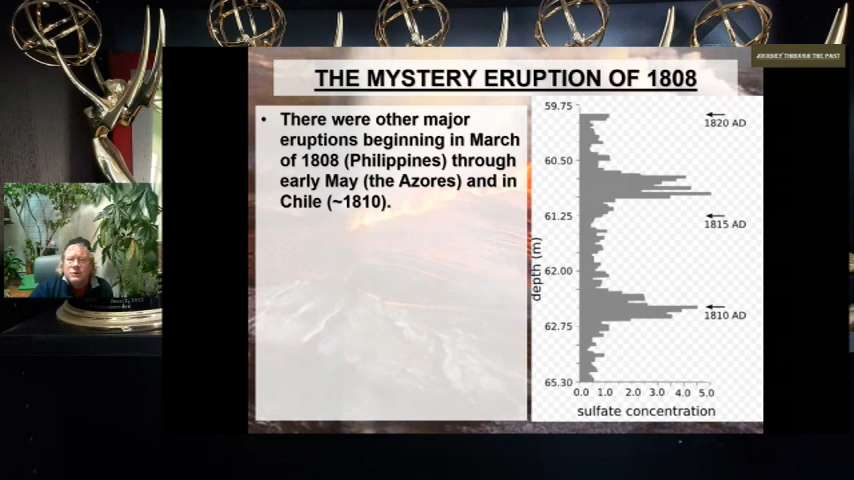 JOURNEY THROUGH THE PAST
THE MYSTERY ERUPTION OF 1808
• There were other major
eruptions beginning in March
of 1808 (Philippines) through
early May (the Azores) and in
Chile (~1810).
59.75
60.50
61.25
62.00
62.75
65.30
depth (m)
1820 AD
1815 AD
1810 AD
0.0 1.0 2.0 3.0 4.0 5.0
sulfate concentration